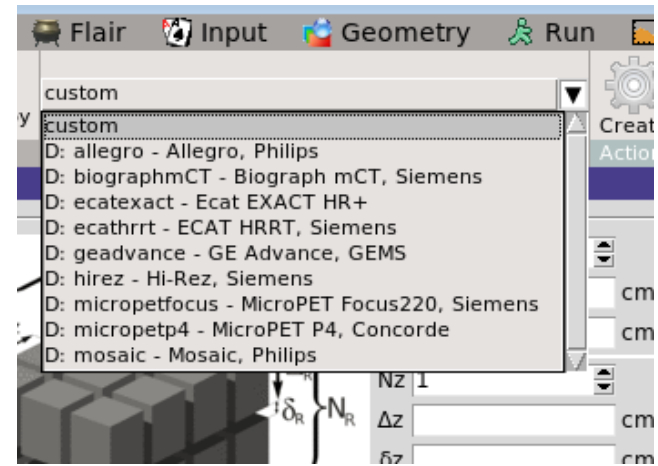 Flair Input Geometry Run
custom
y custom Creat
D: allegro - Allegro, Philips Action
D: biographmCT - Biograph mCT, Siemens
D: ecatexact - Ecat EXACT HR+
D: ecathrrt - ECAT HRRT, Siemens
D: geadvance - GE Advance, GEMS
D: hirez - Hi-Rez, Siemens
D: micropetfocus - MicroPET Focus220, Siemens cm
D: micropetp4 - MicroPET P4, Concorde cm
D: mosaic - Mosaic, Philips
Nz 1
δR NR Δz cm
δz cm